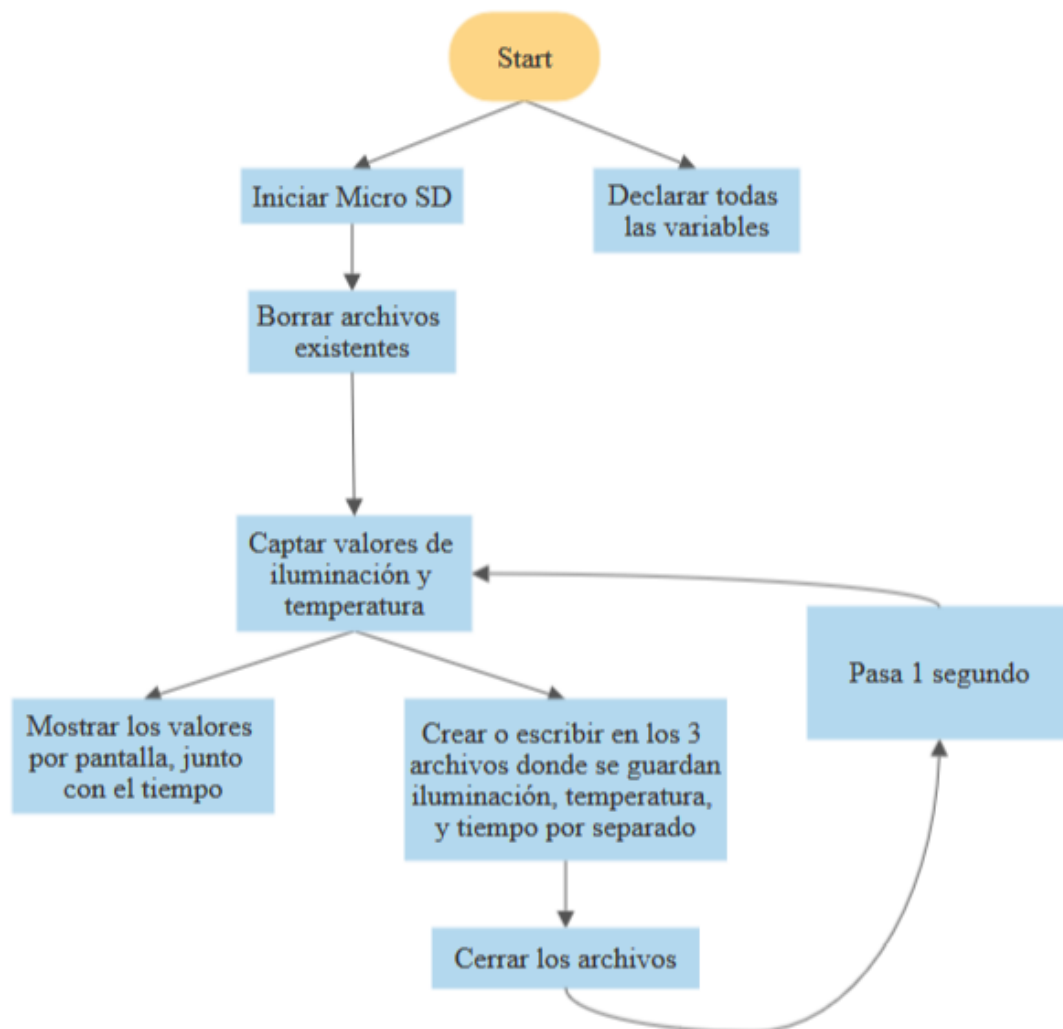 Start
Iniciar Micro SD
Declarar todas
las variables
Borrar archivos
existentes
Captar valores de
iluminación y
temperatura
Pasa 1 segundo
Mostrar los valores
por pantalla, junto
con el tiempo
Crear o escribir en los 3
archivos donde se guardan
iluminación, temperatura,
y tiempo por separado
Cerrar los archivos